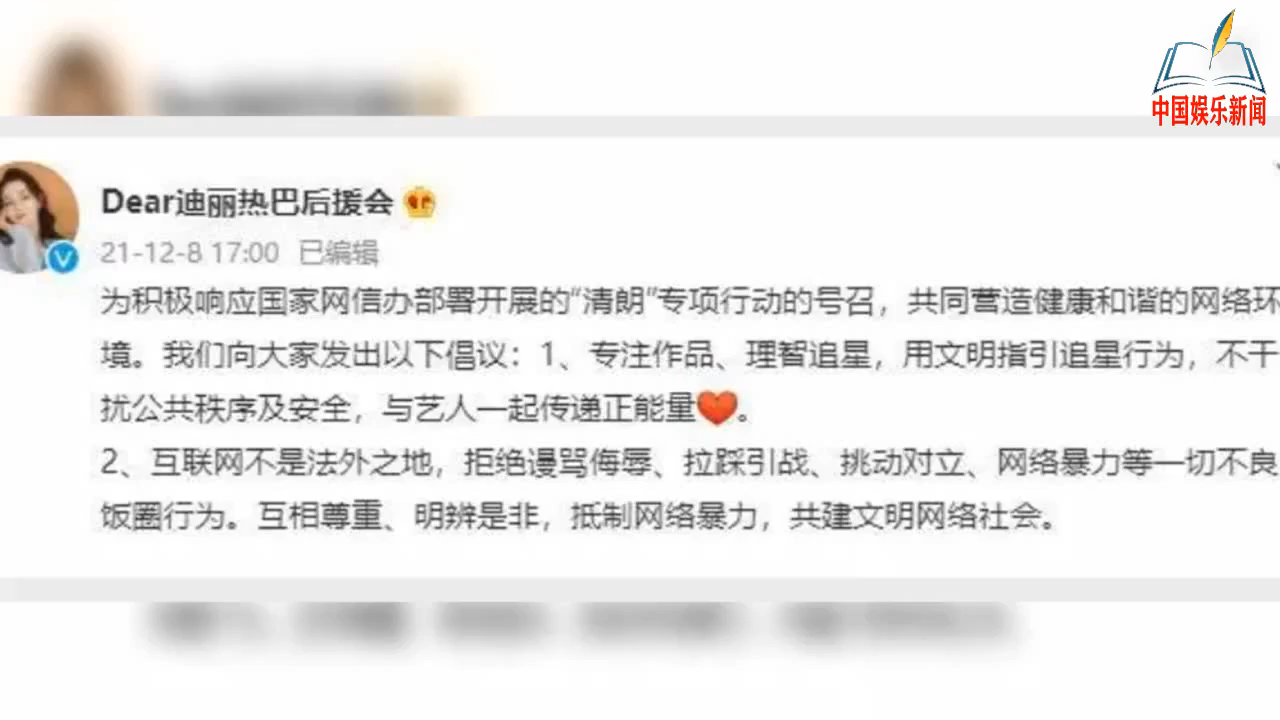 中国娱乐新闻
Dear迪丽热巴后援会
21-12-8 17:00 已编辑
为积极响应国家网信办部署开展的“清朗”专项行动的号召，共同营造健康和谐的网络环
境。我们向大家发出以下倡议：1、专注作品、理智追星，用文明指引追星行为，不干
扰公共秩序及安全，与艺人一起传递正能量❤。
2、互联网不是法外之地，拒绝谩骂侮辱、拉踩引战、挑动对立、网络暴力等一切不良
饭圈行为。互相尊重、明辨是非，抵制网络暴力，共建文明网络社会。